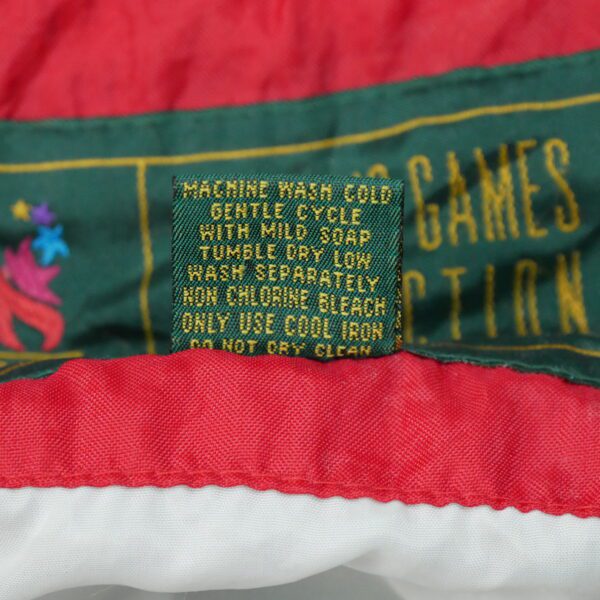 MACHINE WASH COLD
GENTLE CYCLE
WITH MILD SOAP
TUMBLE DRY LOW
WASH SEPARATELY
NON CHLORINE BLEACH
ONLY USE COOL IRON
DO NOT DRY CLEAN
GAMES
CTION